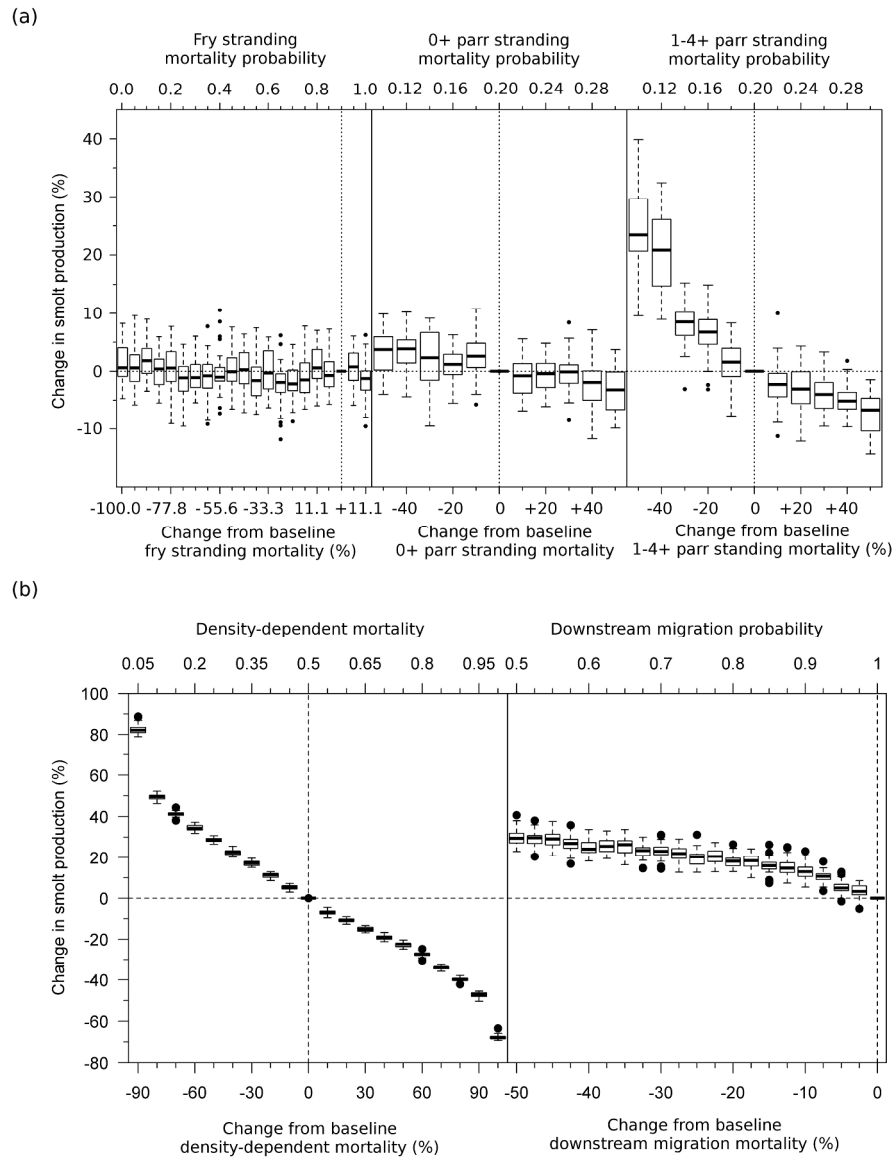 (a)
Fry stranding
mortality probability
0+ parr stranding
mortality probability
1-4+ parr stranding
mortality probability
0.0 0.2 0.4 0.6 0.8 1.0 0.12 0.16 0.20 0.24 0.28 0.12 0.16 0.20 0.24 0.28
Change in smolt production (%)
40
30
20
10
0
-10
-100.0 -77.8 -55.6 -33.3 11.1 +11.1 -40 -20 0 +20 +40 -40 -20 0 +20 +40
Change from baseline
fry stranding mortality (%)
Change from baseline
0+ parr stranding mortality
Change from baseline
1-4+ parr standing mortality (%)
(b)
Density-dependent mortality
Downstream migration probability
0.05 0.2 0.35 0.5 0.65 0.8 0.95 0.5 0.6 0.7 0.8 0.9 1
Change in smolt production (%)
100
80
60
40
20
0
-20
-40
-60
-80
-90 -60 -30 0 30 60 90 -50 -40 -30 -20 -10 0
Change from baseline
density-dependent mortality (%)
Change from baseline
downstream migration mortality (%)